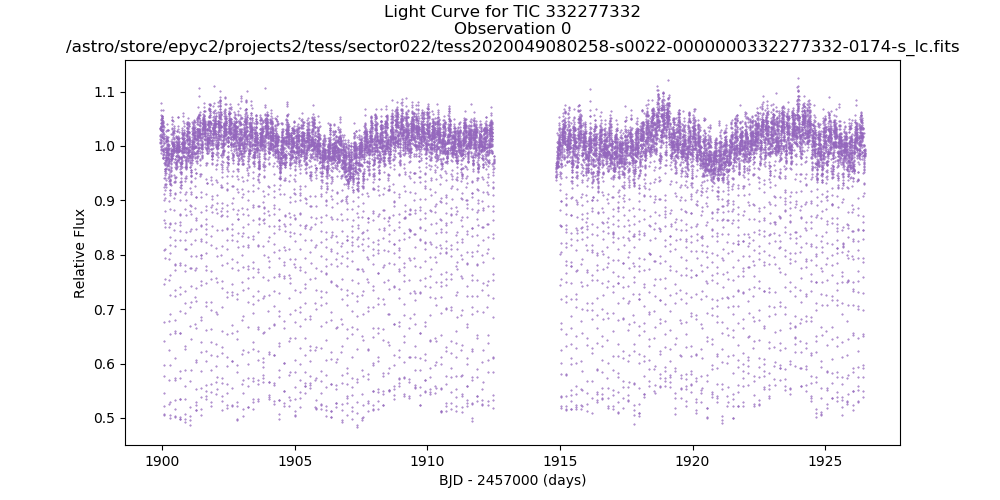 Light Curve for TIC 332277332
Observation 0
/astro/store/epyc2/projects2/tess/sector022/tess2020049080258-s0022-0000000332277332-0174-s_lc.fits
1.1
1.0
0.9
0.8
0.7
0.6
0.5
Relative Flux
1900
1905
1910
1915
1920
1925
BJD - 2457000 (days)